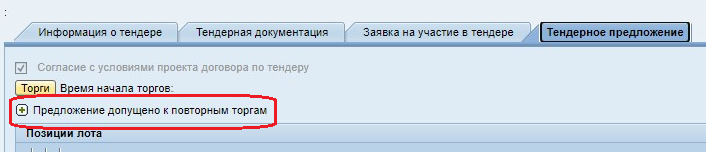 :
Информация о тендере Тендерная документация Заявка на участие в тендере Тендерное предложение
Согласие с условиями проекта договора по тендеру
Торги Время начала торгов:
Предложение допущено к повторным торгам
Позиции лота